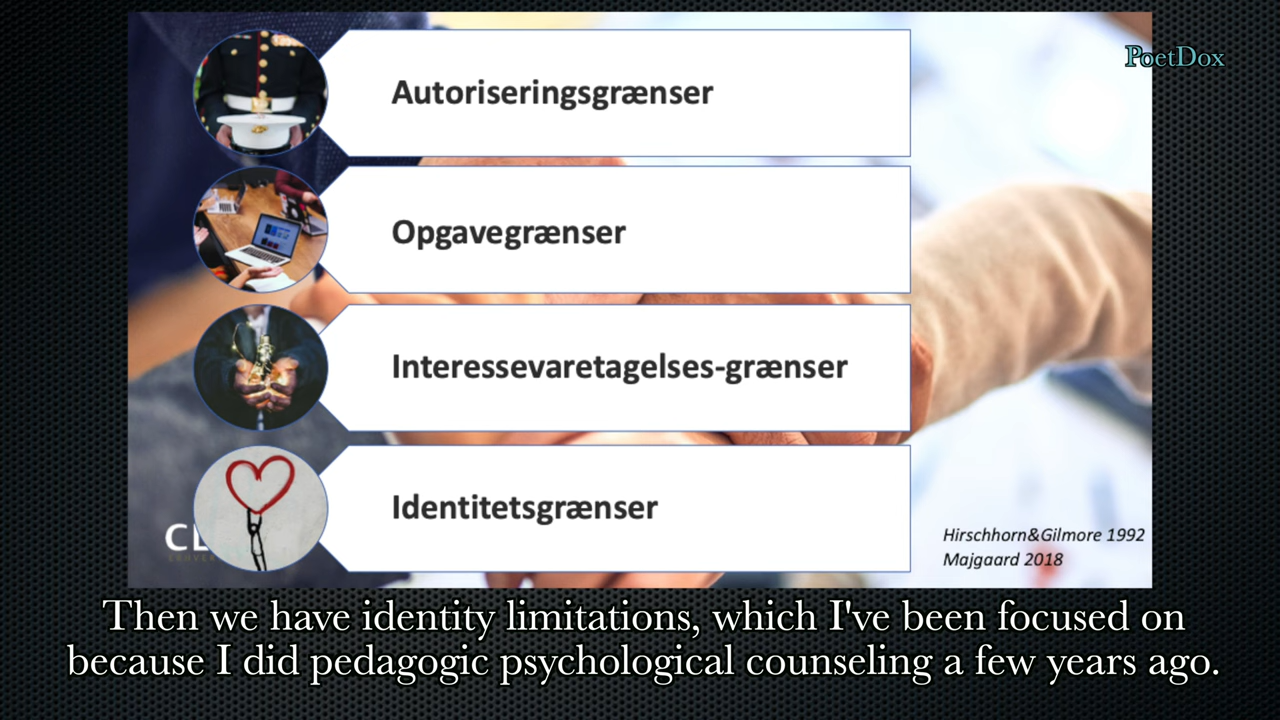 PoetDox
Autoriseringsgrænser
Opgavegrænser
Interessevaretagelses-grænser
Identitetsgrænser
Hirschhorn&Gilmore 1992
Majgaard 2018
Then we have identity limitations, which I've been focused on
because I did pedagogic psychological counseling a few years ago.